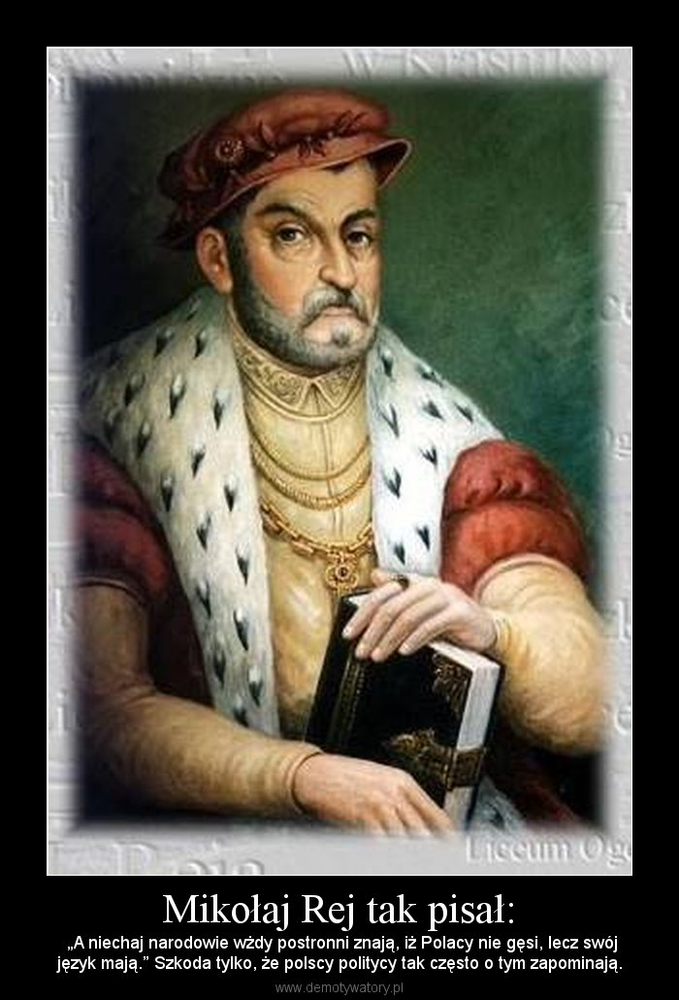 w Kraśniku
Liceum Og
Mikołaj Rej tak pisał:
„A niechaj narodowie wżdy postronni znają, iż Polacy nie gęsi, lecz swój
język mają.” Szkoda tylko, że polscy politycy tak często o tym zapominają.
www.demotywatory.pl